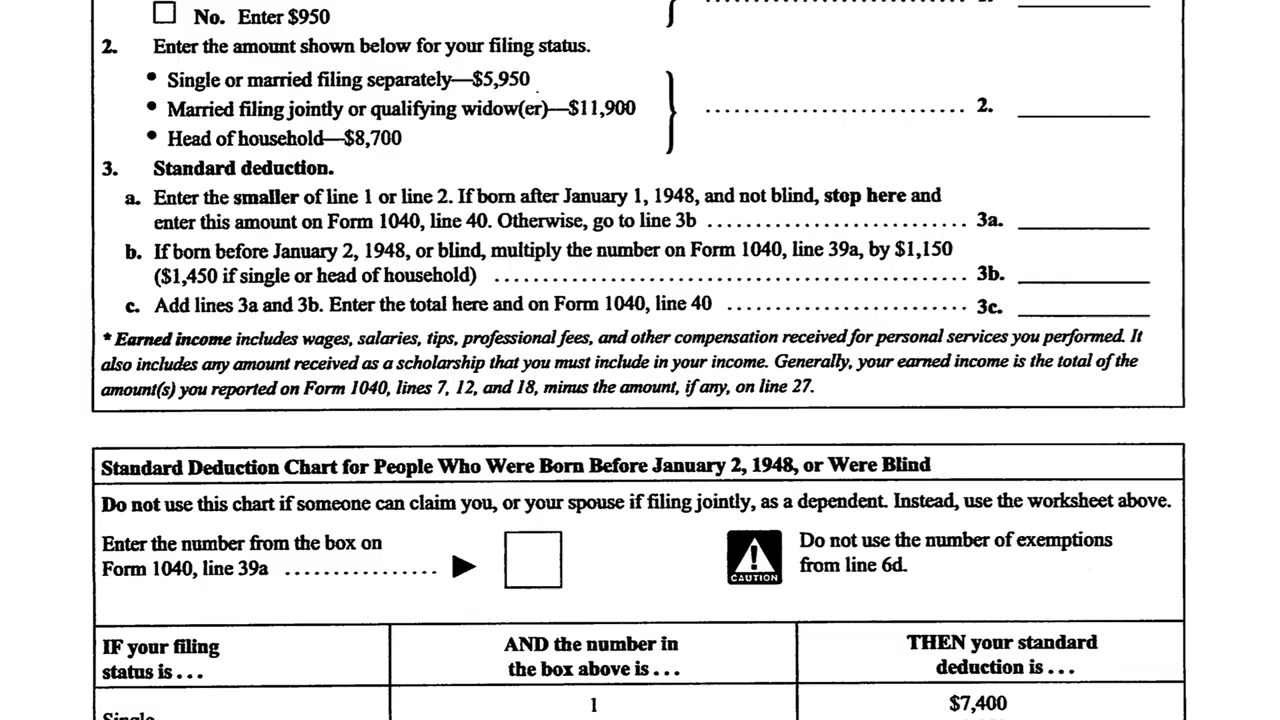 No. Enter $950
2. Enter the amount shown below for your filing status.
• Single or married filing separately—$5,950
• Married filing jointly or qualifying widow(er)—$11,900 ........................... 2.
• Head of household—$8,700
3. Standard deduction.
a. Enter the smaller of line 1 or line 2. If born after January 1, 1948, and not blind, stop here and
enter this amount on Form 1040, line 40. Otherwise, go to line 3b ........................... 3a.
b. If born before January 2, 1948, or blind, multiply the number on Form 1040, line 39a, by $1,150
($1,450 if single or head of household) ................................................. 3b.
c. Add lines 3a and 3b. Enter the total here and on Form 1040, line 40 ......................... 3c.
* Earned income includes wages, salaries, tips, professional fees, and other compensation received for personal services you performed. It
also includes any amount received as a scholarship that you must include in your income. Generally, your earned income is the total of the
amount(s) you reported on Form 1040, lines 7, 12, and 18, minus the amount, if any, on line 27.
Standard Deduction Chart for People Who Were Born Before January 2, 1948, or Were Blind
Do not use this chart if someone can claim you, or your spouse if filing jointly, as a dependent. Instead, use the worksheet above.
Enter the number from the box on
Form 1040, line 39a ................
CAUTION
Do not use the number of exemptions
from line 6d.
IF your filing
status is . . .
AND the number in
the box above is . . .
THEN your standard
deduction is . . .
Single
1
$7,400